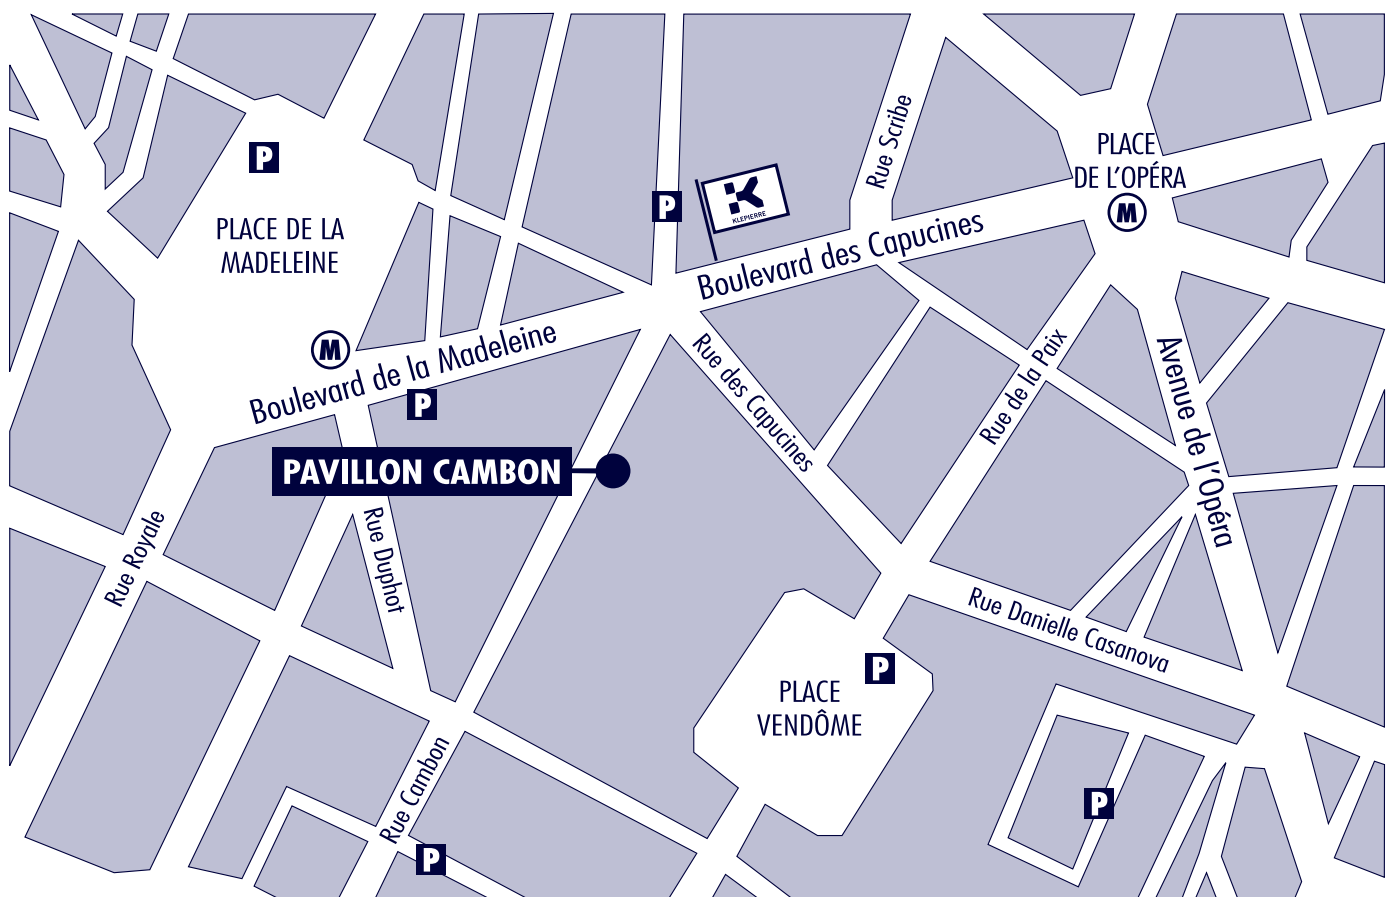 Rue Scribe
PLACE
DE L'OPÉRA
M
P
P
KLEPIERRE
PLACE DE LA
MADELEINE
Boulevard des Capucines
M
Boulevard de la Madeleine
P
Rue des Capucines
Rue de la Paix
Avenue de l'Opéra
PAVILLON CAMBON
Rue Royale
Rue Duphot
Rue Danielle Casanova
P
PLACE
VENDÔME
Rue Cambon
P
P